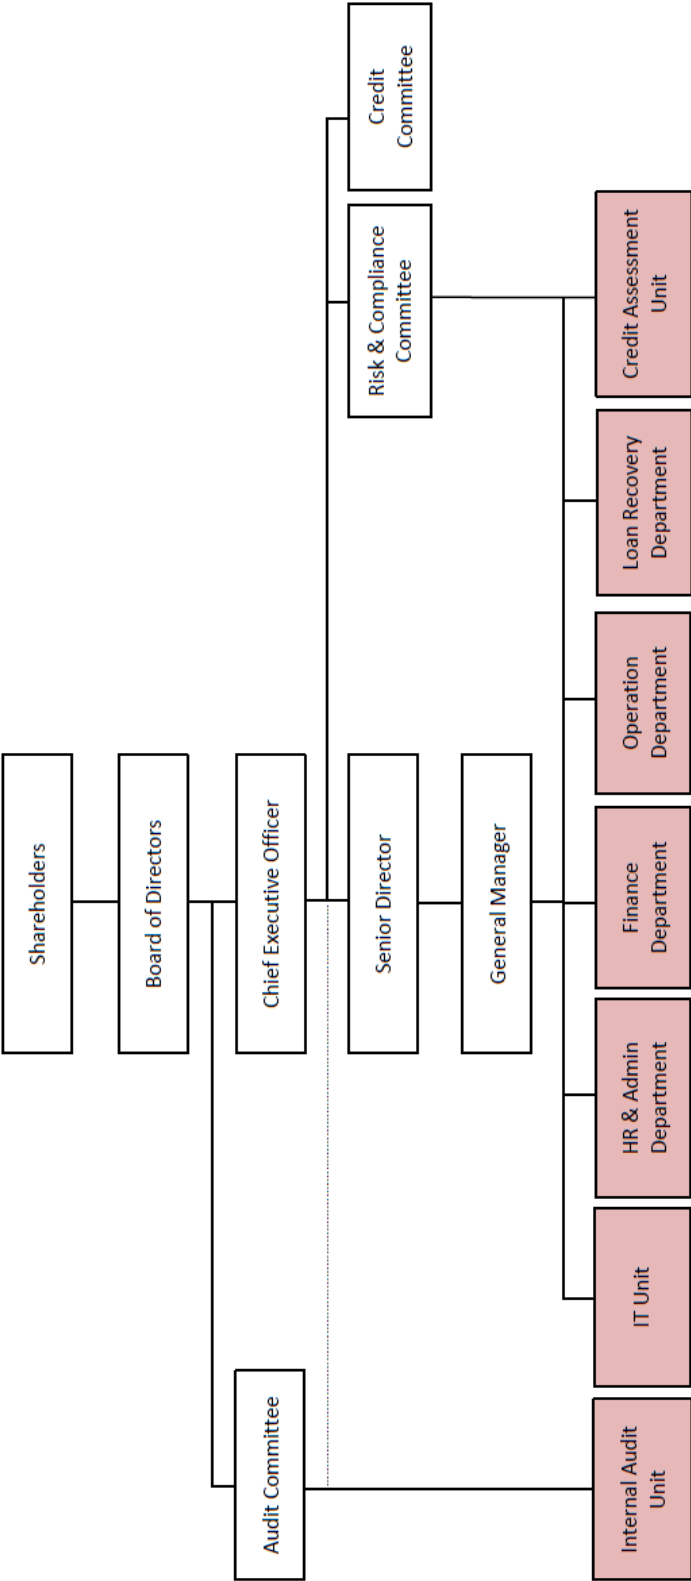 Shareholders
Board of Directors
Audit Committee
Chief Executive Officer
Senior Director
Risk & Compliance
Committee
Credit
Committee
General Manager
Internal Audit
Unit
IT Unit
HR & Admin
Department
Finance
Department
Operation
Department
Loan Recovery
Department
Credit Assessment
Unit